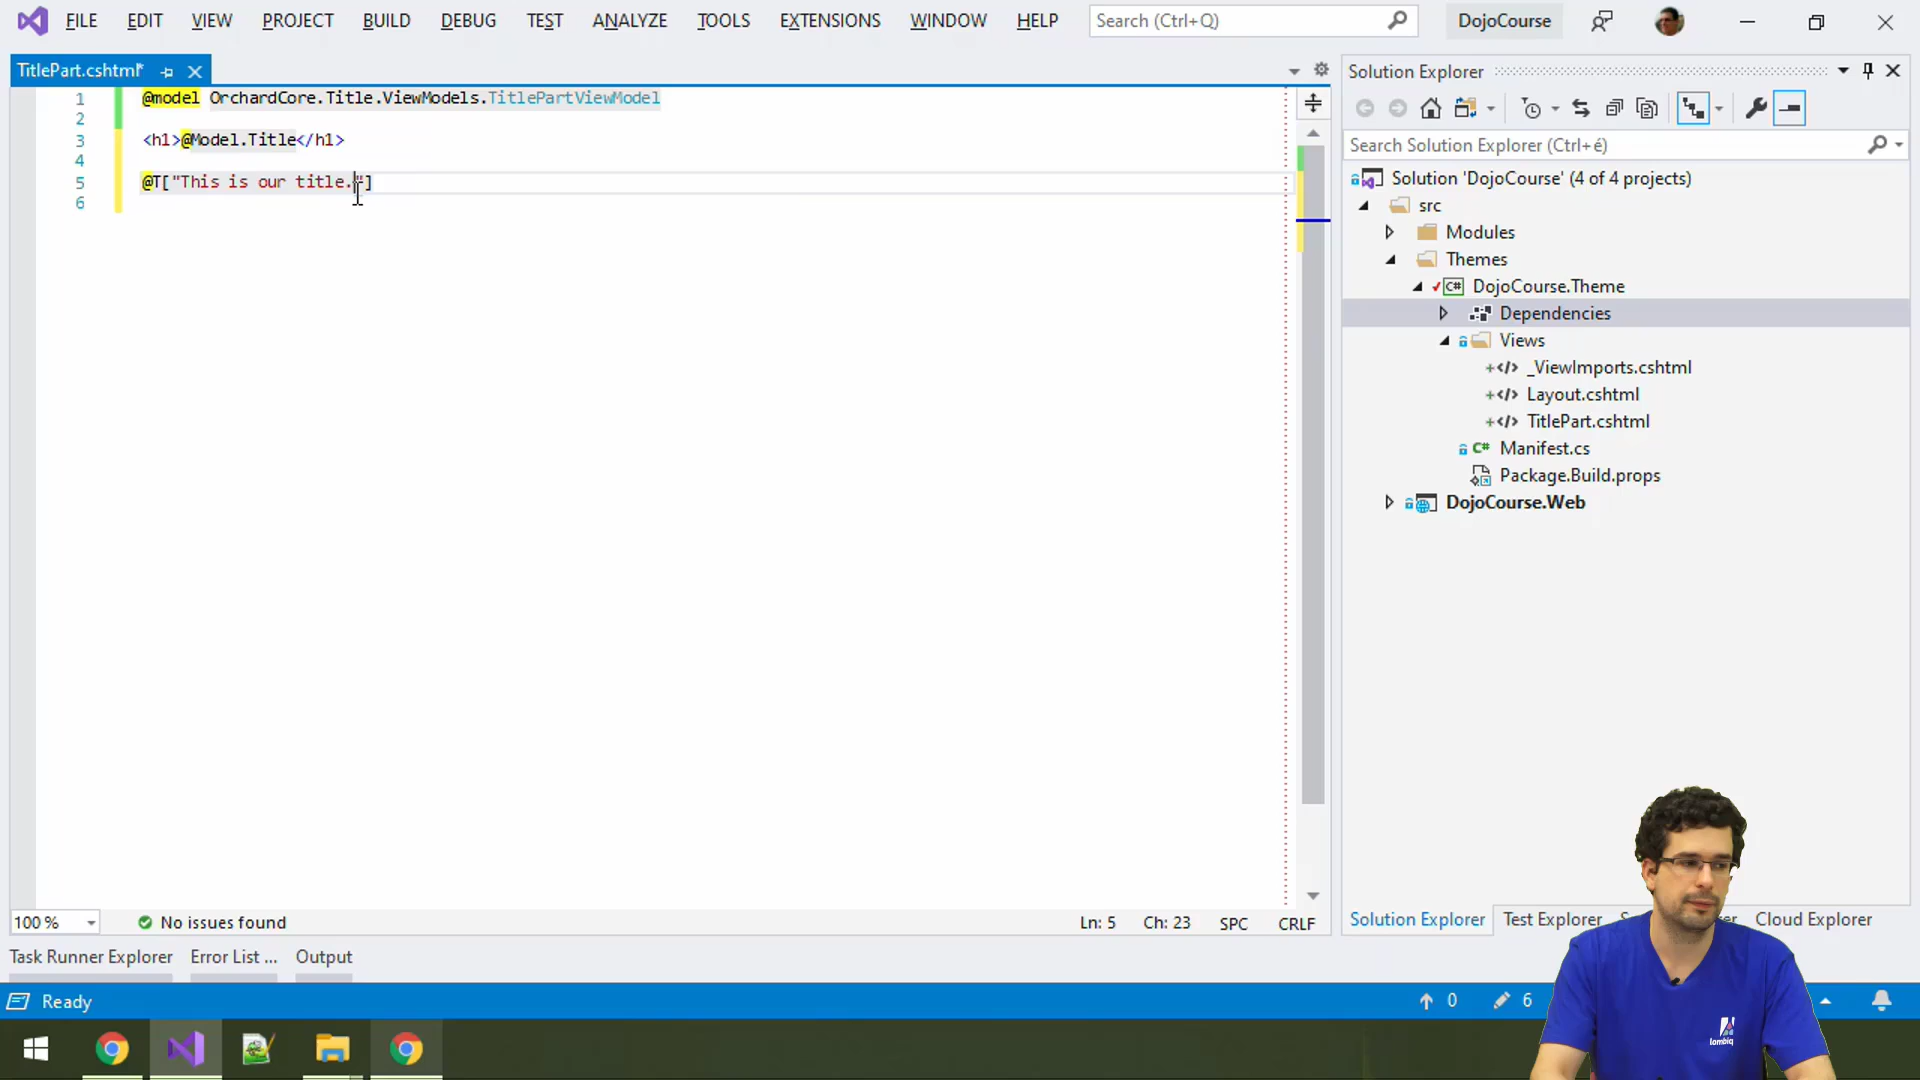 FILE EDIT VIEW PROJECT BUILD DEBUG TEST ANALYZE TOOLS EXTENSIONS WINDOW HELP Search (Ctrl+Q) DojoCourse
TitlePart.cshtml*
Solution Explorer
1 @model OrchardCore.Title.ViewModels.TitlePartViewModel
2
3 <h1>@Model.Title</h1>
4
5 @T["This is our title."]
6
Search Solution Explorer (Ctrl+é)
Solution 'DojoCourse' (4 of 4 projects)
src
Modules
Themes
C# DojoCourse.Theme
Dependencies
Views
+</> _ViewImports.cshtml
+</> Layout.cshtml
+</> TitlePart.cshtml
C# Manifest.cs
Package.Build.props
DojoCourse.Web
100 % No issues found Ln: 5 Ch: 23 SPC CRLF
Solution Explorer Test Explorer Cloud Explorer
Task Runner Explorer Error List ... Output
Ready 0 6
lombiq